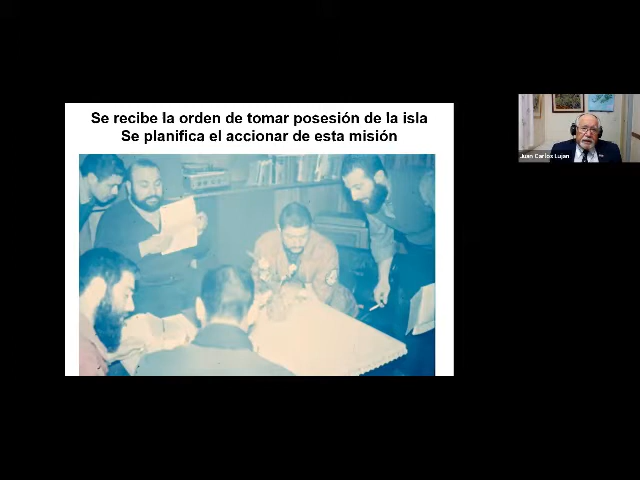 Se recibe la orden de tomar posesión de la isla
Se planifica el accionar de esta misión
Juan Carlos Lujan